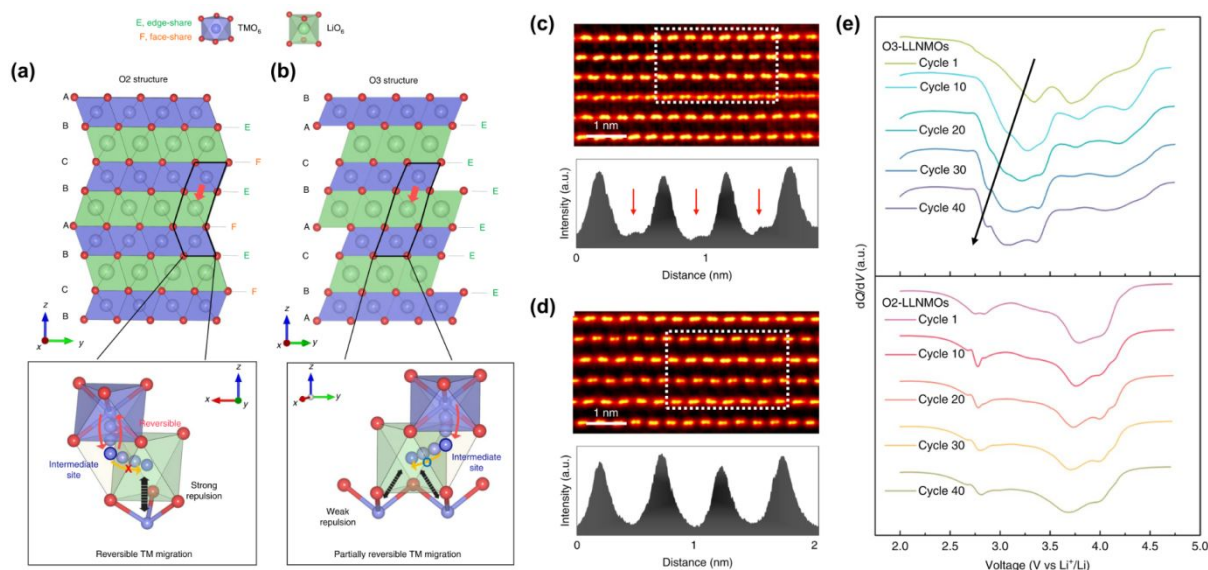 E, edge-share
F, face-share
TMO6
LiO6
(a)
O2 structure
A
B
E
C
F
B
E
A
F
B
E
C
F
B
z
x
y
z
x
y
Reversible
Intermediate
site
x
Strong
repulsion
Reversible TM migration
(b)
O3 structure
B
A
E
C
E
B
E
A
E
C
E
B
E
A
z
x
y
z
x
y
Intermediate
site
Weak
repulsion
Partially reversible TM migration
(c)
1 nm
Intensity (a.u.)
0
1
2
Distance (nm)
(d)
1 nm
Intensity (a.u.)
0
1
2
Distance (nm)
(e)
O3-LLNMOs
Cycle 1
Cycle 10
Cycle 20
Cycle 30
Cycle 40
dQ/dV (a.u.)
O2-LLNMOs
Cycle 1
Cycle 10
Cycle 20
Cycle 30
Cycle 40
2.0
2.5
3.0
3.5
4.0
4.5
5.0
Voltage (V vs Li+/Li)